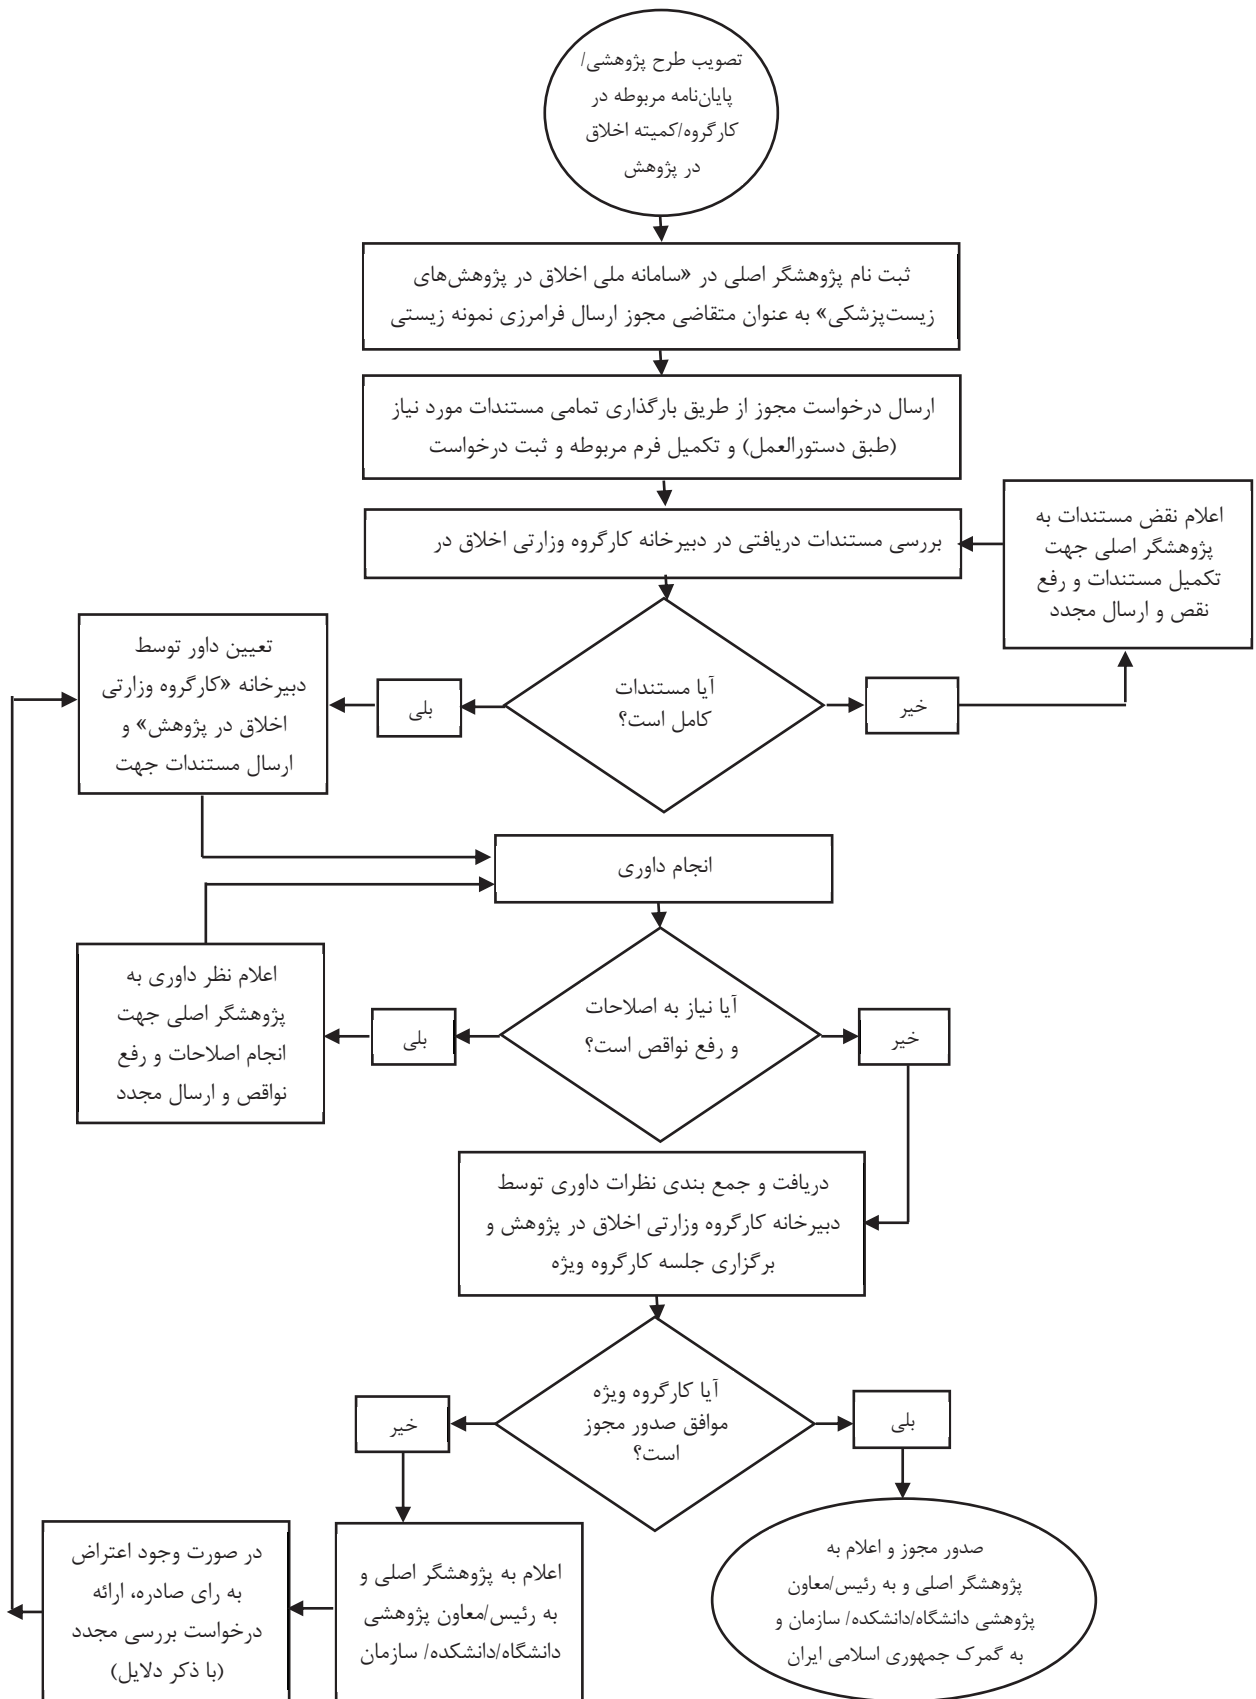 تصویب طرح پژوهشی/
پایان‌نامه مربوطه در
کارگروه/کمیته اخلاق
در پژوهش
ثبت نام پژوهشگر اصلی در «سامانه ملی اخلاق در پژوهش‌های
زیست‌پزشکی» به عنوان متقاضی مجوز ارسال فرامرزی نمونه زیستی
ارسال درخواست مجوز از طریق بارگذاری تمامی مستندات مورد نیاز
(طبق دستورالعمل) و تکمیل فرم مربوطه و ثبت درخواست
بررسی مستندات دریافتی در دبیرخانه کارگروه وزارتی اخلاق در
اعلام نقض مستندات به
پژوهشگر اصلی جهت
تکمیل مستندات و رفع
نقص و ارسال مجدد
آیا مستندات
کامل است؟
خیر
بلی
تعیین داور توسط
دبیرخانه «کارگروه وزارتی
اخلاق در پژوهش» و
ارسال مستندات جهت
انجام داوری
آیا نیاز به اصلاحات
و رفع نواقص است؟
خیر
بلی
اعلام نظر داوری به
پژوهشگر اصلی جهت
انجام اصلاحات و رفع
نواقص و ارسال مجدد
دریافت و جمع بندی نظرات داوری توسط
دبیرخانه کارگروه وزارتی اخلاق در پژوهش و
برگزاری جلسه کارگروه ویژه
آیا کارگروه ویژه
موافق صدور مجوز
است؟
بلی
خیر
صدور مجوز و اعلام به
پژوهشگر اصلی و به رئیس/معاون
پژوهشی دانشگاه/دانشکده/ سازمان و
به گمرک جمهوری اسلامی ایران
اعلام به پژوهشگر اصلی و
به رئیس/معاون پژوهشی
دانشگاه/دانشکده/ سازمان
در صورت وجود اعتراض
به رای صادره، ارائه
درخواست بررسی مجدد
(با ذکر دلایل)